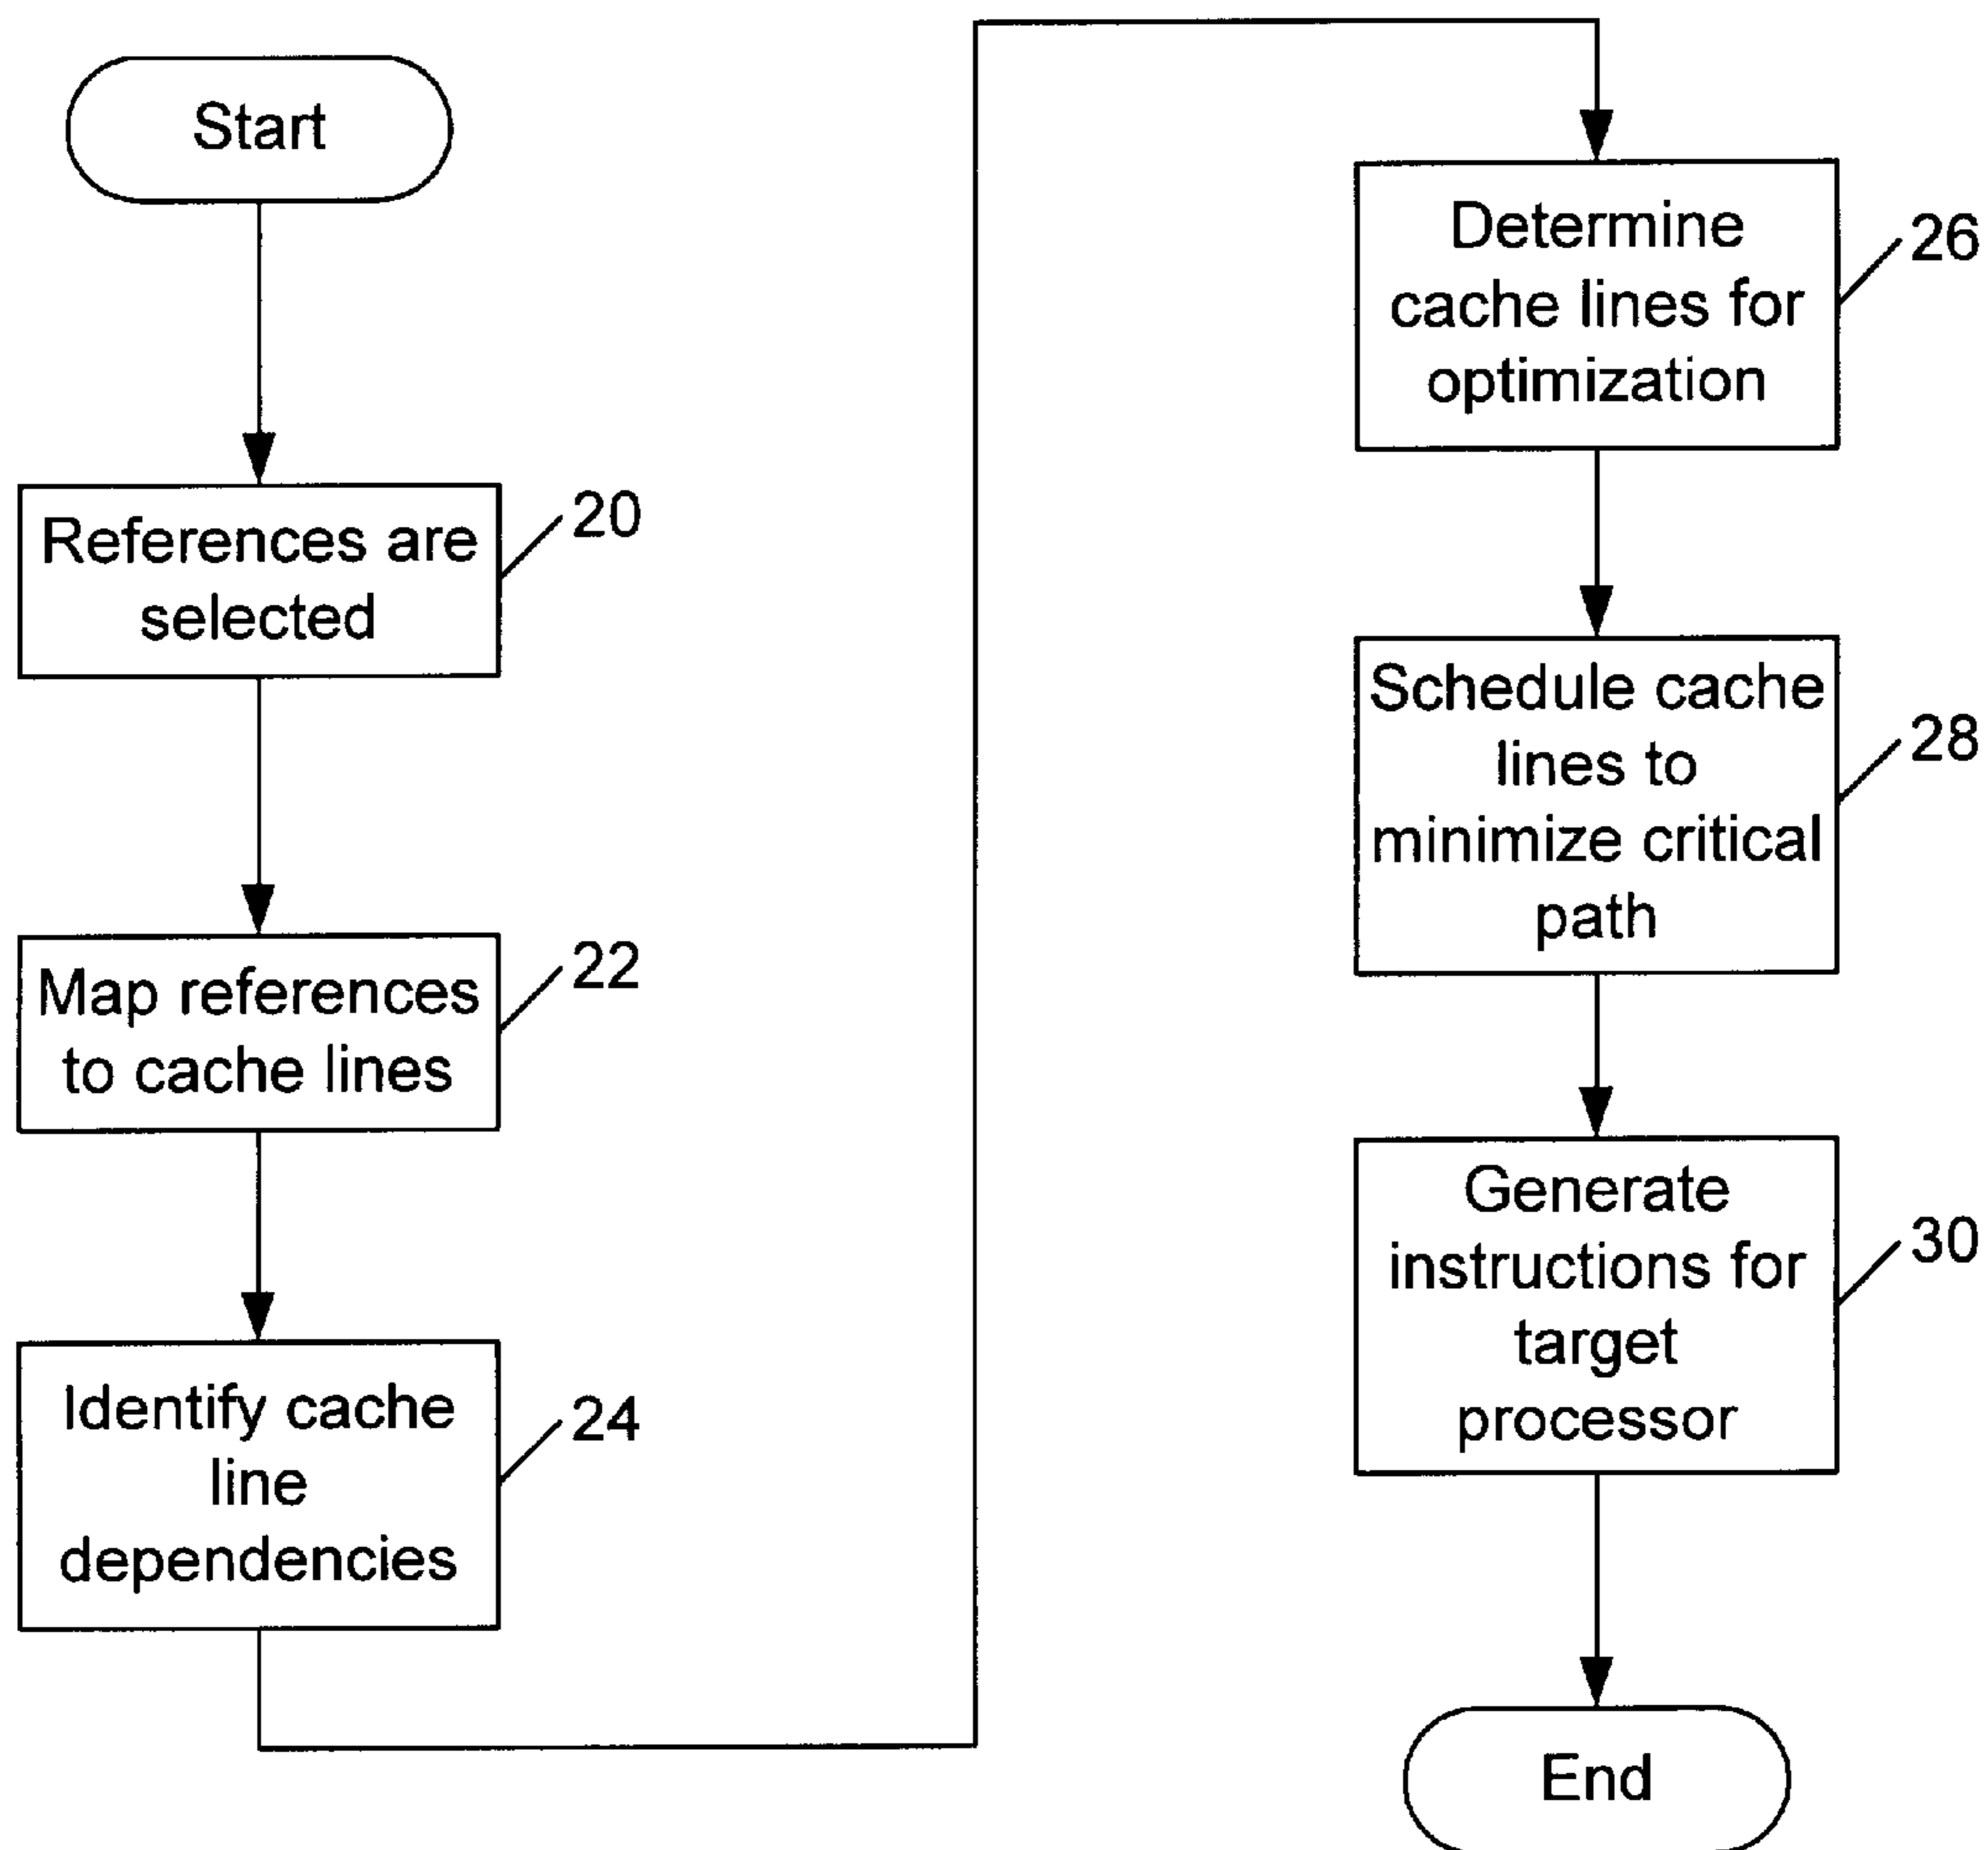 Start
References are
selected
20
Map references
to cache lines
22
Identify cache
line
dependencies
24
Determine
cache lines for
optimization
26
Schedule cache
lines to
minimize critical
path
28
Generate
instructions for
target
processor
30
End